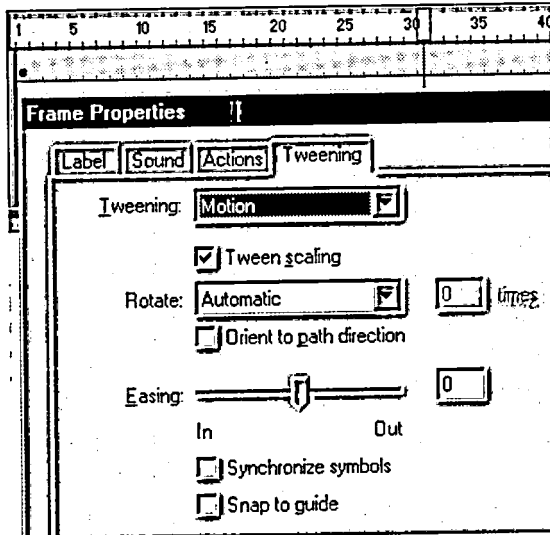 1 5 10 15 20 25 30 35 40
Frame Properties
Label Sound Actions Tweening
Tweening: Motion
Tween scaling
Rotate: Automatic 0 times
Orient to path direction
Easing: 0
In Out
Synchronize symbols
Snap to guide